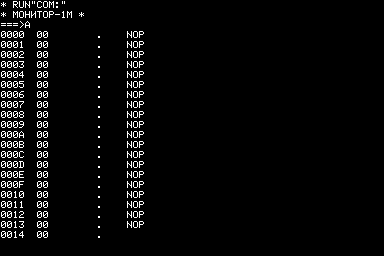 * RUN"COM:"
* МОНИТОР-1М *
===>A
0000 00 . NOP
0001 00 . NOP
0002 00 . NOP
0003 00 . NOP
0004 00 . NOP
0005 00 . NOP
0006 00 . NOP
0007 00 . NOP
0008 00 . NOP
0009 00 . NOP
000A 00 . NOP
000B 00 . NOP
000C 00 . NOP
000D 00 . NOP
000E 00 . NOP
000F 00 . NOP
0010 00 . NOP
0011 00 . NOP
0012 00 . NOP
0013 00 . NOP
0014 00 .